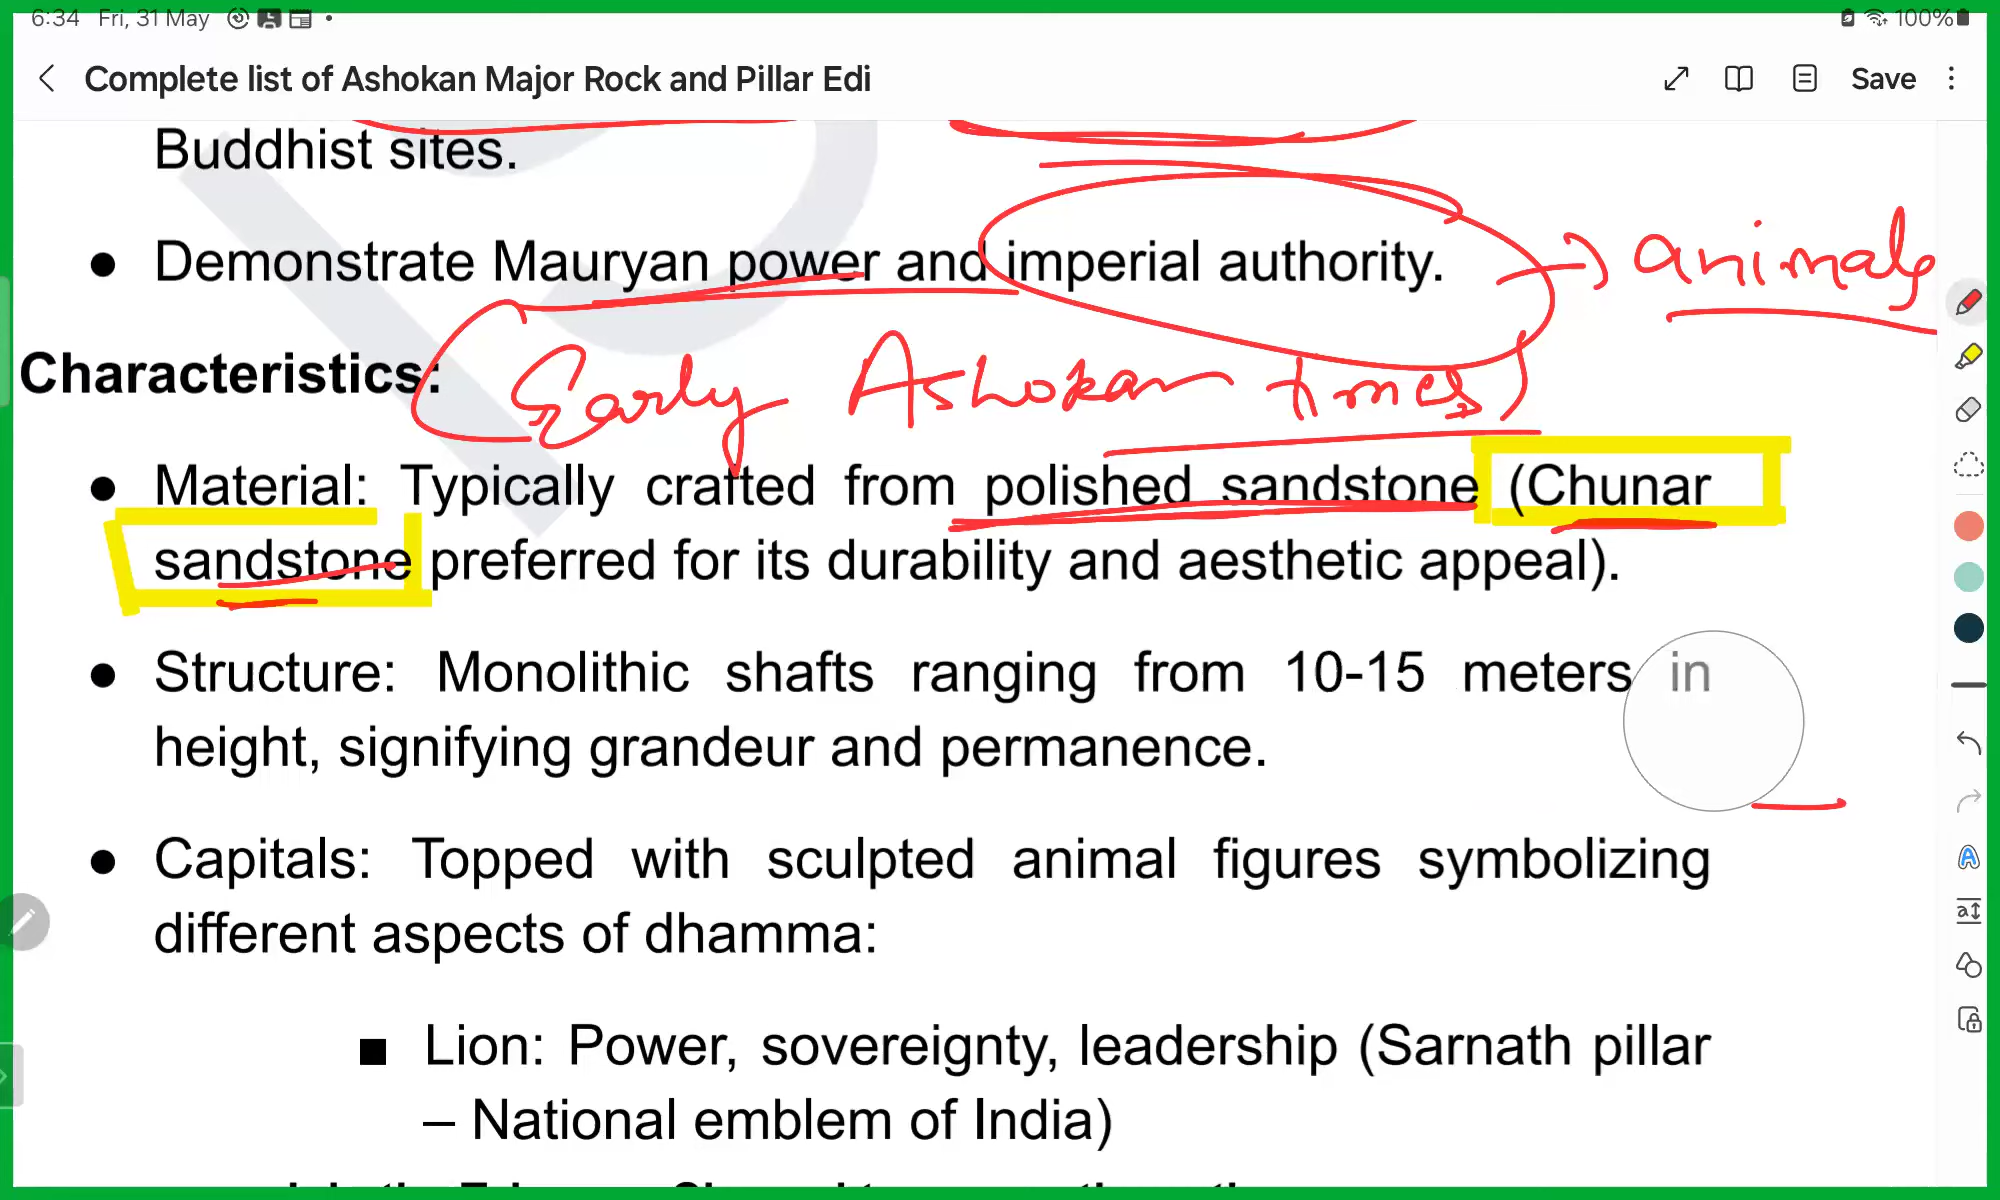 6:34 Fri, 31 May 100%
Complete list of Ashokan Major Rock and Pillar Edi Save
Buddhist sites.
● Demonstrate Mauryan power and imperial authority. → animals
Characteristics: Early Ashokan times
● Material: Typically crafted from polished sandstone (Chunar
sandstone preferred for its durability and aesthetic appeal).
● Structure: Monolithic shafts ranging from 10-15 meters in
height, signifying grandeur and permanence.
● Capitals: Topped with sculpted animal figures symbolizing
different aspects of dhamma:
■ Lion: Power, sovereignty, leadership (Sarnath pillar
– National emblem of India)